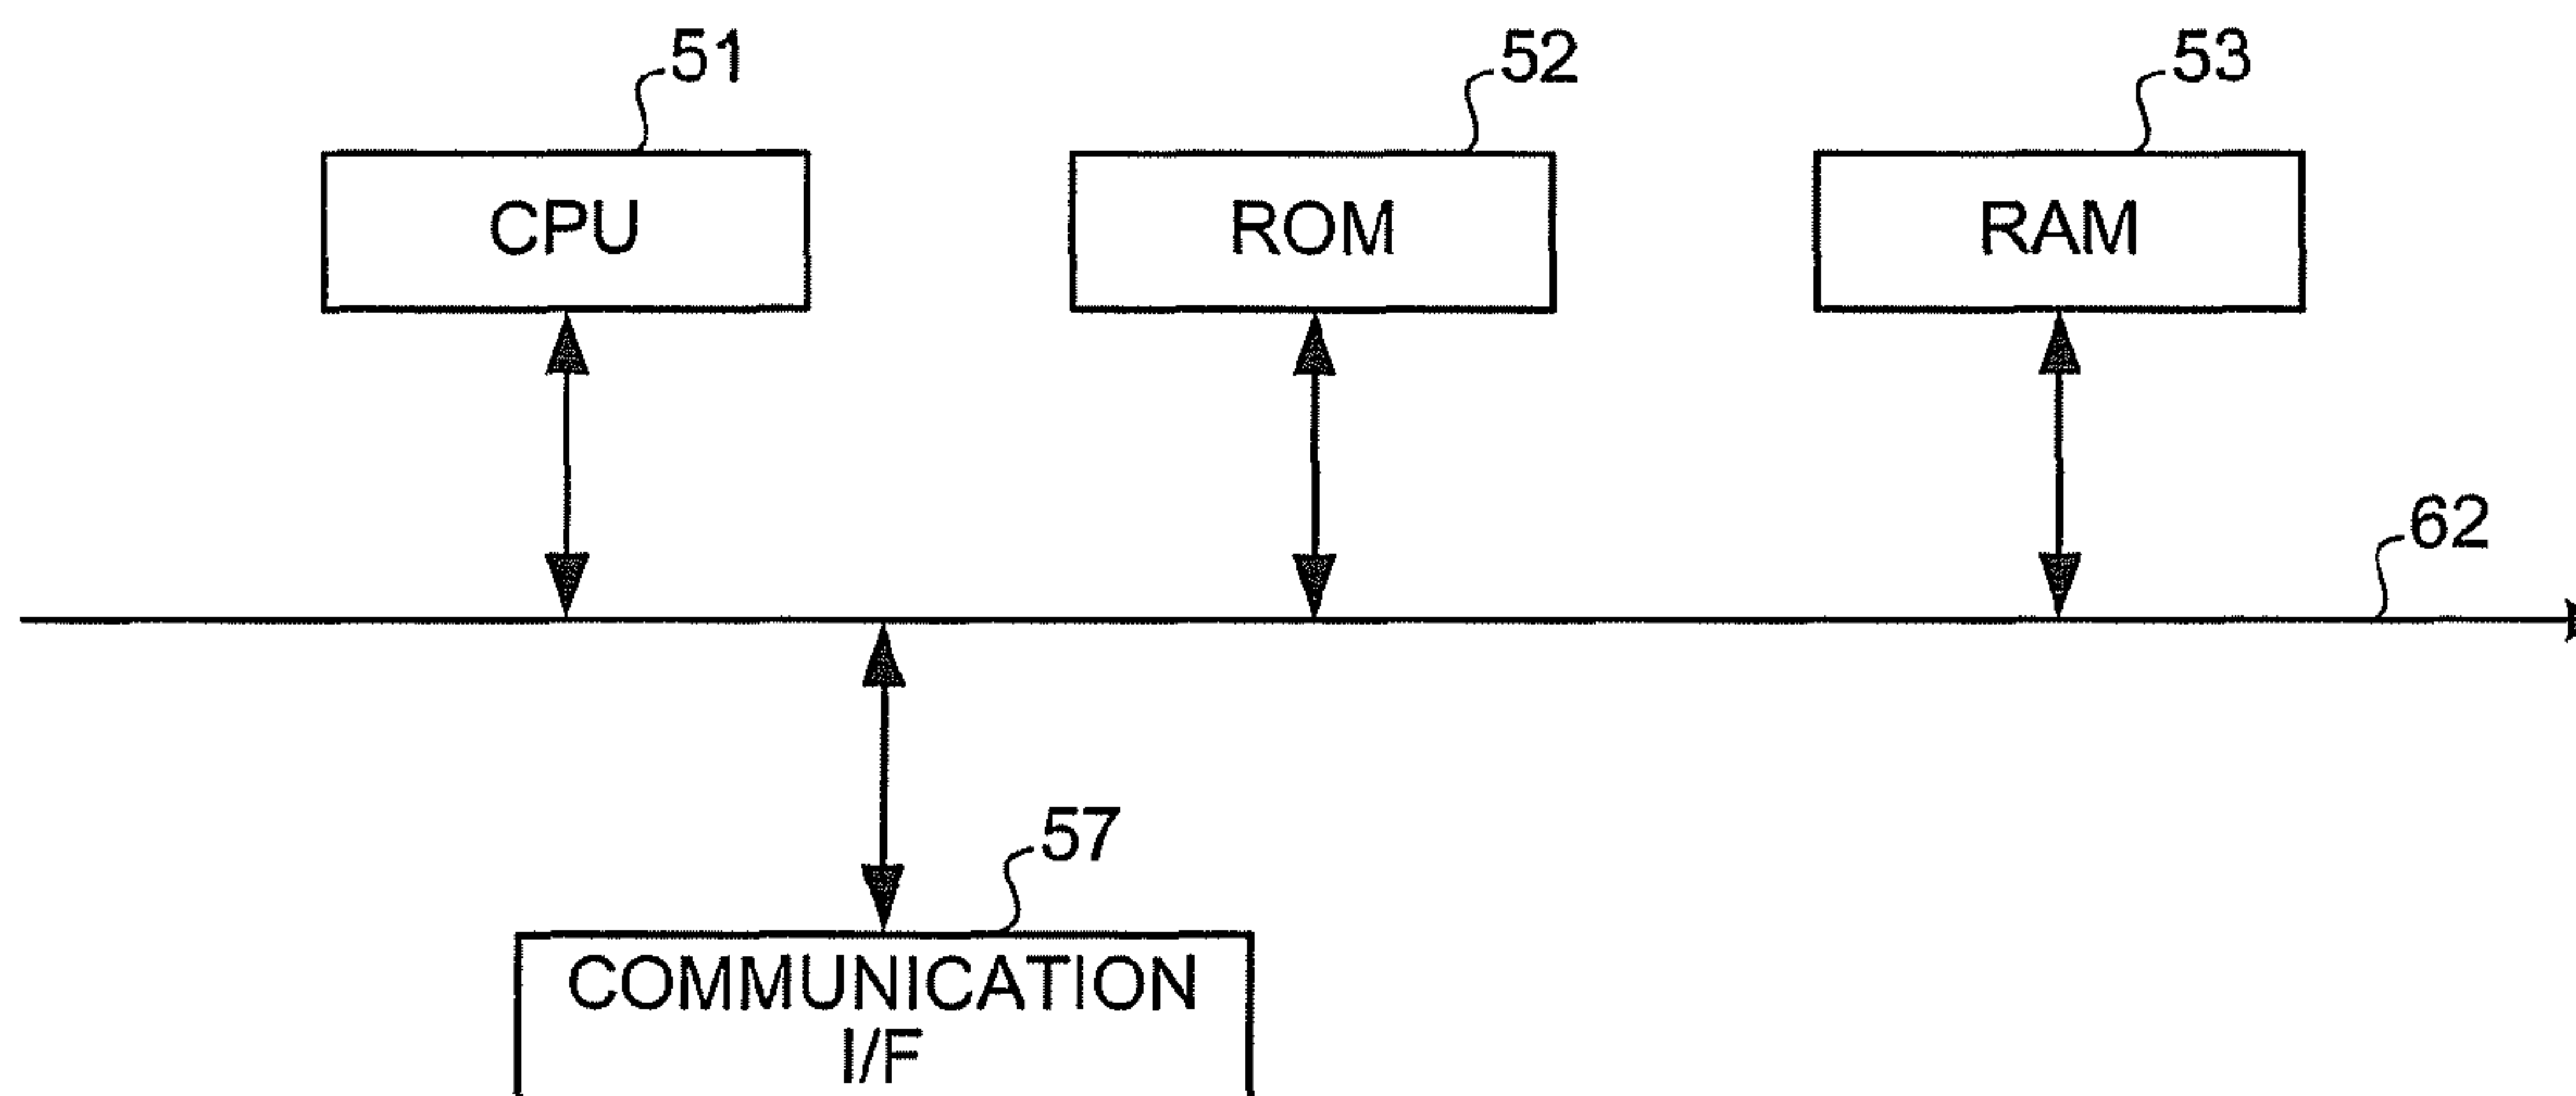 51
52
53
CPU
ROM
RAM
62
57
COMMUNICATION
I/F